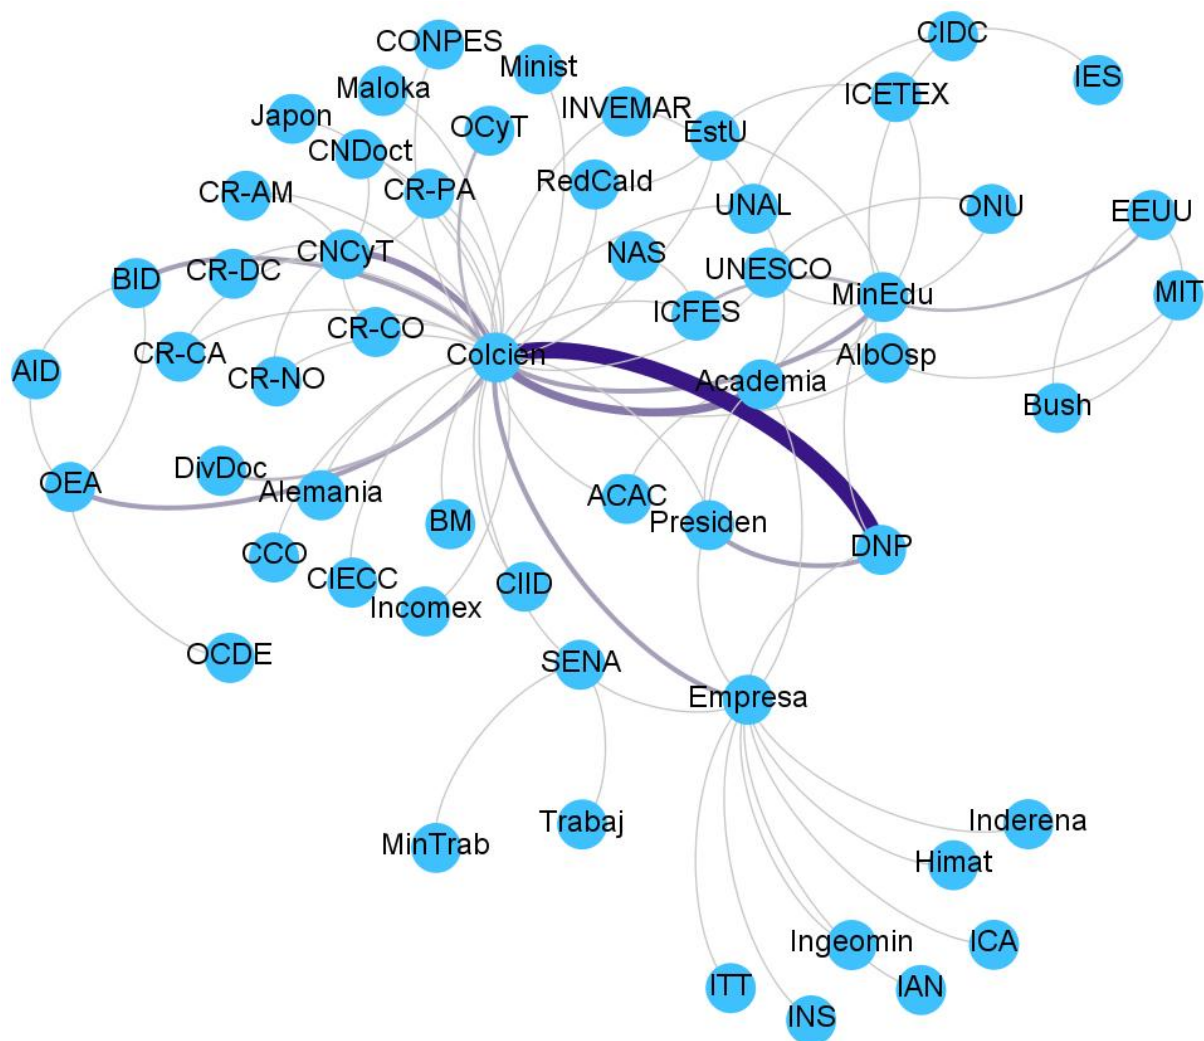 CIDC
CONPES
Minist
IES
Maloka
ICETEX
INVEMAR
Japon
OCyT
EstU
CNDoct
RedCald
CR-AM
CR-PA
UNAL
ONU
EEUU
CNCyT
NAS
UNESCO
BID
CR-DC
MinEdu
MIT
ICFES
CR-CO
CR-CA
Colcien
AlbOsp
AID
CR-NO
Academia
Bush
DivDoc
OEA
Alemania
ACAC
BM
Presiden
DNP
CCO
CIECC
CIID
Incomex
OCDE
SENA
Empresa
Trabaj
Inderena
MinTrab
Himat
Ingeomin
ICA
ITT
IAN
INS